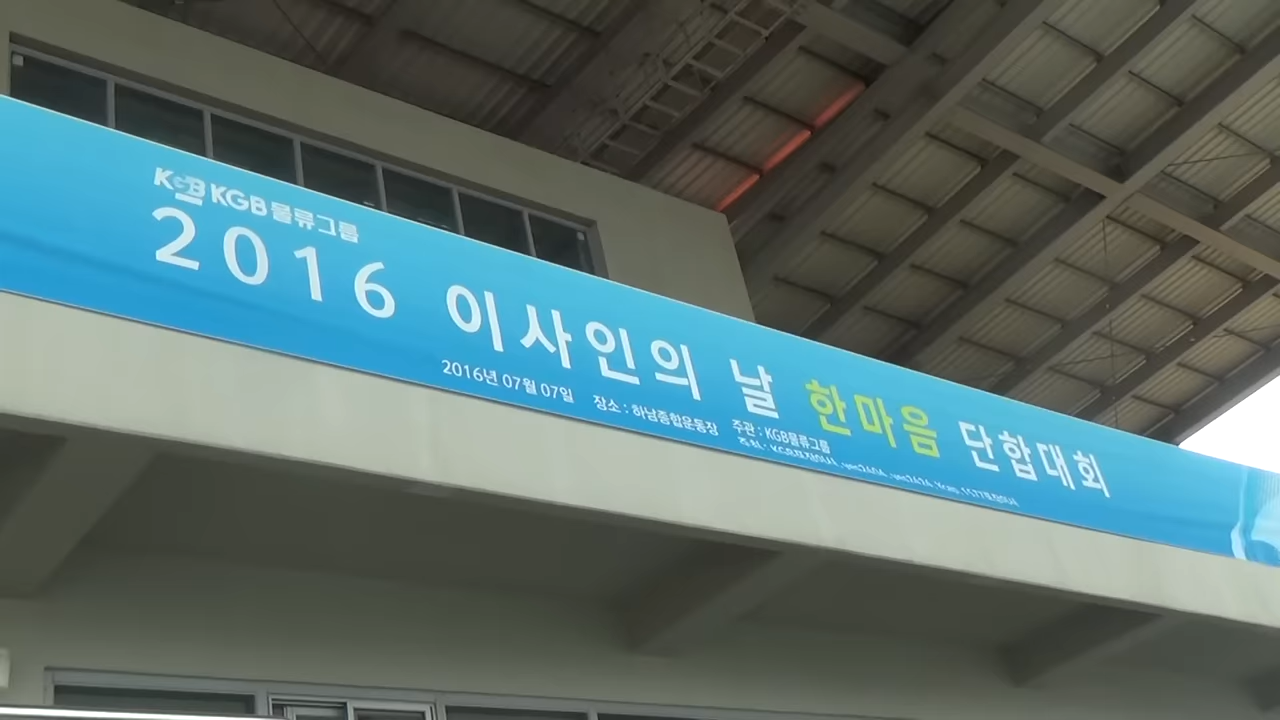 KGB KGB물류그룹
2016 이사인의 날 한마음 단합대회
2016년 07월 07일 장소 : 하남종합운동장 주관 : KGB물류그룹